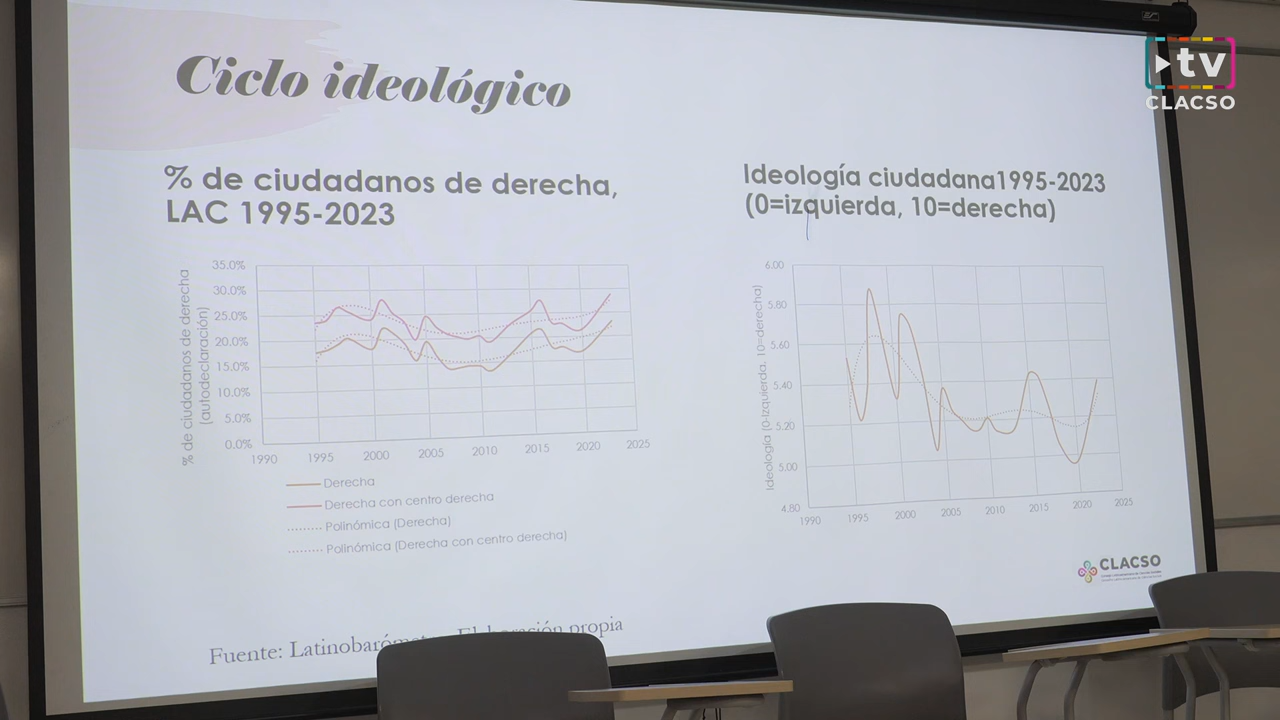 tv
CLACSO
Ciclo ideológico
% de ciudadanos de derecha,
LAC 1995-2023
% de ciudadanos de derecha
(autodeclaración)
35.0%
30.0%
25.0%
20.0%
15.0%
10.0%
5.0%
0.0%
1990 1995 2000 2005 2010 2015 2020 2025
Derecha
Derecha con centro derecha
Polinómica (Derecha)
Polinómica (Derecha con centro derecha)
Ideología ciudadana1995-2023
(0=izquierda, 10=derecha)
Ideología (0=Izquierda, 10=derecha)
6.00
5.80
5.60
5.40
5.20
5.00
4.80
1990 1995 2000 2005 2010 2015 2020 2025
CLACSO
Fuente: propia